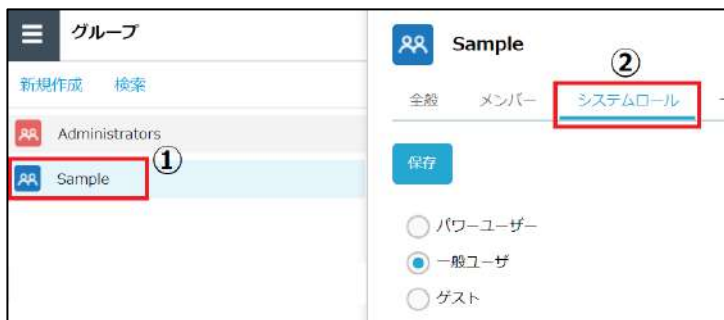 グループ
新規作成 検索
Administrators
①
Sample
Sample
②
全般 メンバー システムロール
保存
パワーユーザー
一般ユーザ
ゲスト